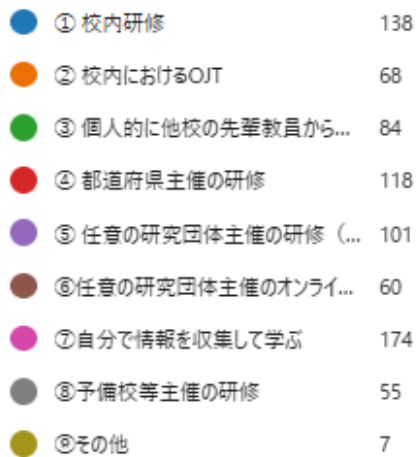 ① 校内研修 138
② 校内におけるOJT 68
③ 個人的に他校の先輩教員から... 84
④ 都道府県主催の研修 118
⑤ 任意の研究団体主催の研修（... 101
⑥任意の研究団体主催のオンライ... 60
⑦自分で情報を収集して学ぶ 174
⑧予備校等主催の研修 55
⑨その他 7